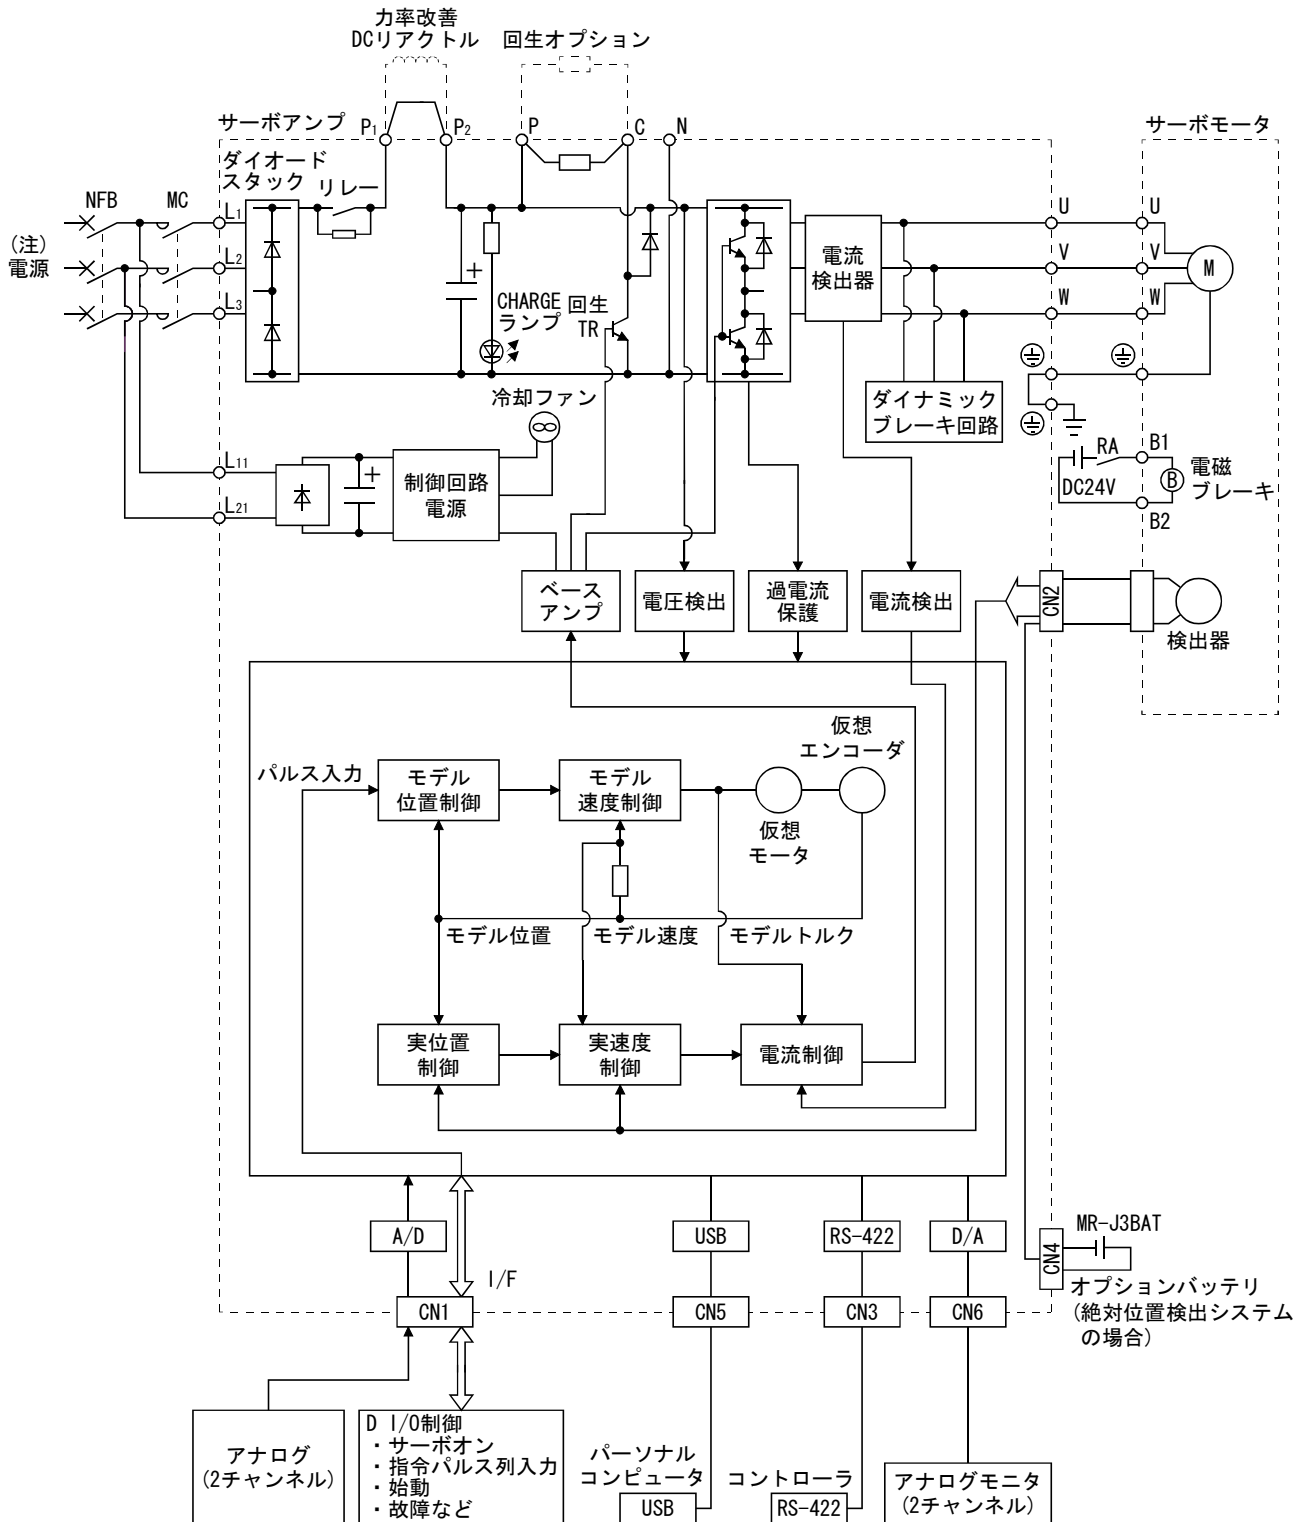 力率改善
DCリアクトル
回生オプション
サーボアンプ
P1
P2
P
C
N
サーボモータ
ダイオード
スタック
リレー
NFB
MC
L1
L2
L3
(注)
電源
U
V
W
U
V
W
電流
検出器
M
CHARGE
ランプ
回生
TR
冷却ファン
ダイナミック
ブレーキ回路
RA
DC24V
B1
B
B2
電磁
ブレーキ
L11
L21
制御回路
電源
ベース
アンプ
電圧検出
過電流
保護
電流検出
CN2
検出器
仮想
エンコーダ
パルス入力
モデル
位置制御
モデル
速度制御
仮想
モータ
モデル位置
モデル速度
モデルトルク
実位置
制御
実速度
制御
電流制御
A/D
USB
RS-422
D/A
I/F
CN1
CN5
CN3
CN6
CN4
MR-J3BAT
オプションバッテリ
(絶対位置検出システム
の場合)
アナログ
(2チャンネル)
D I/O制御
・サーボオン
・指令パルス列入力
・始動
・故障など
パーソナル
コンピュータ
USB
コントローラ
RS-422
アナログモニタ
(2チャンネル)